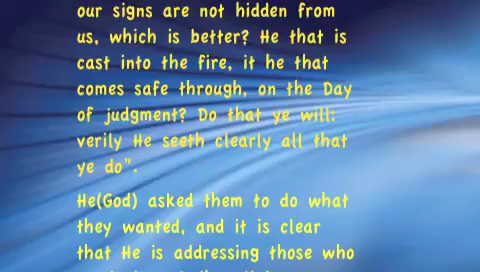 our signs are not hidden from
us, which is better? He that is
cast into the fire, it he that
comes safe through, on the Day
of judgment? Do that ye will:
verily He seeth clearly all that
ye do".
He(God) asked them to do what
they wanted, and it is clear
that He is addressing those who